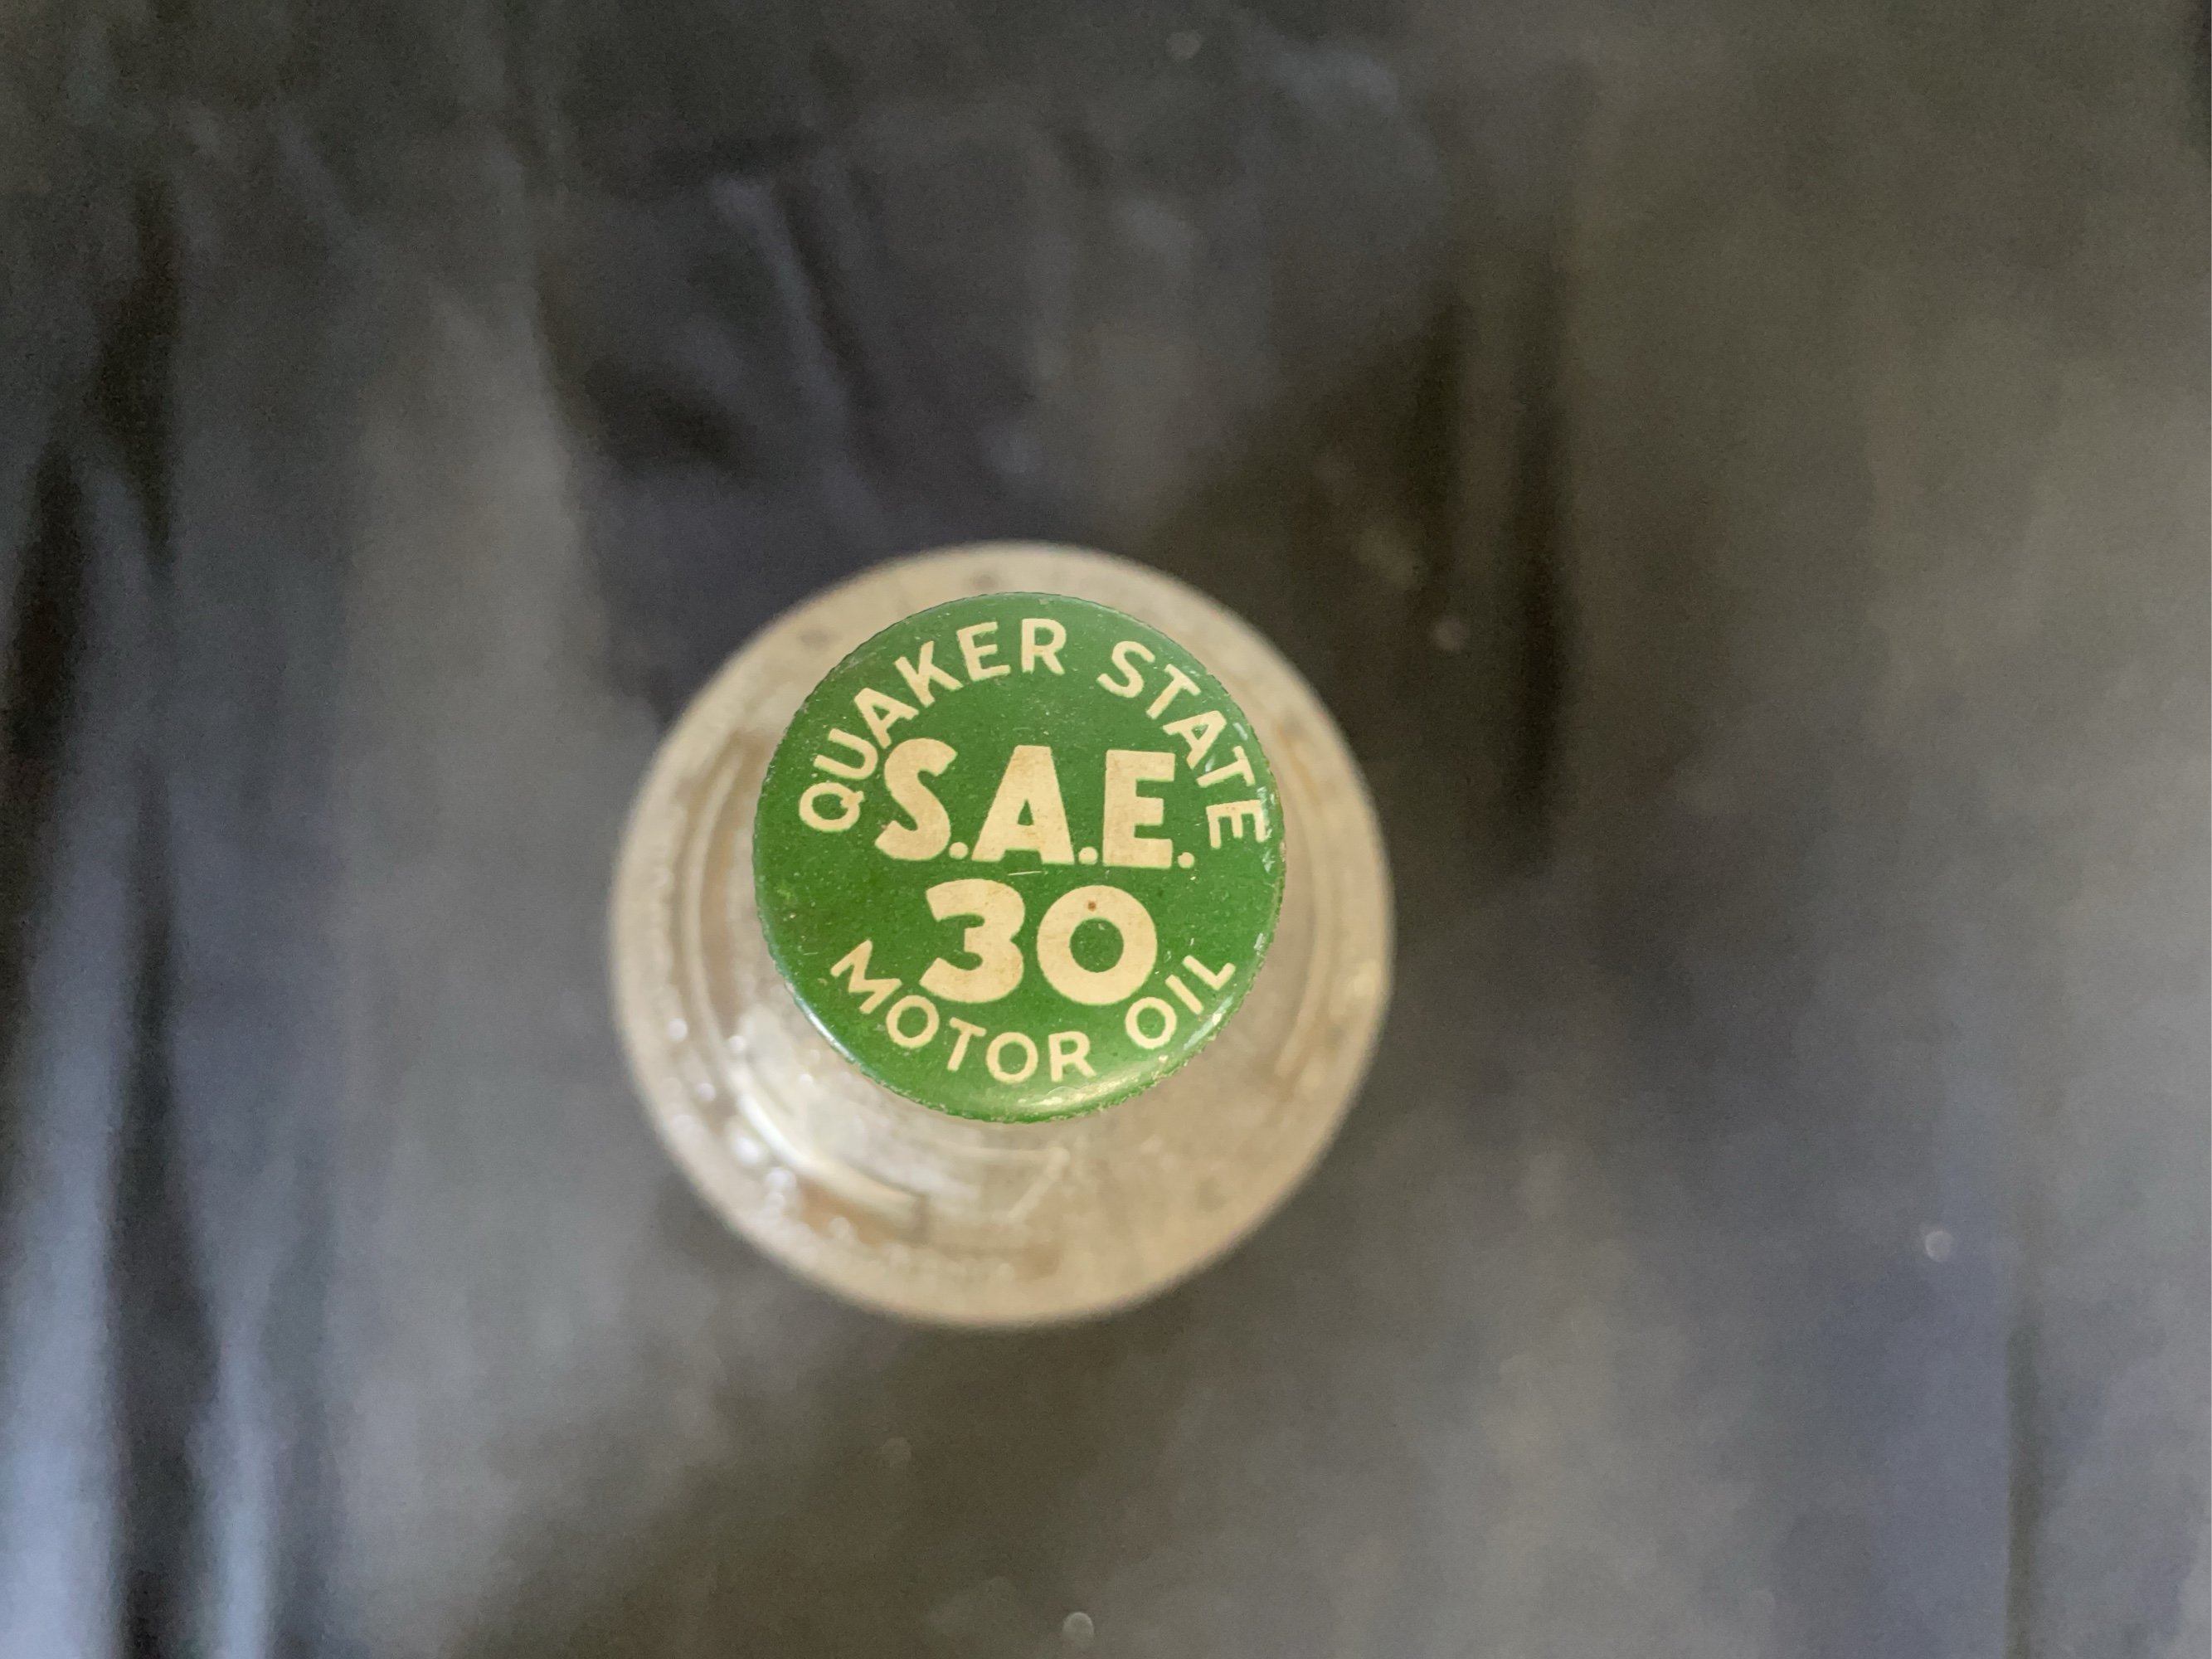 QUAKER STATE
S.A.E.
30
MOTOR OIL